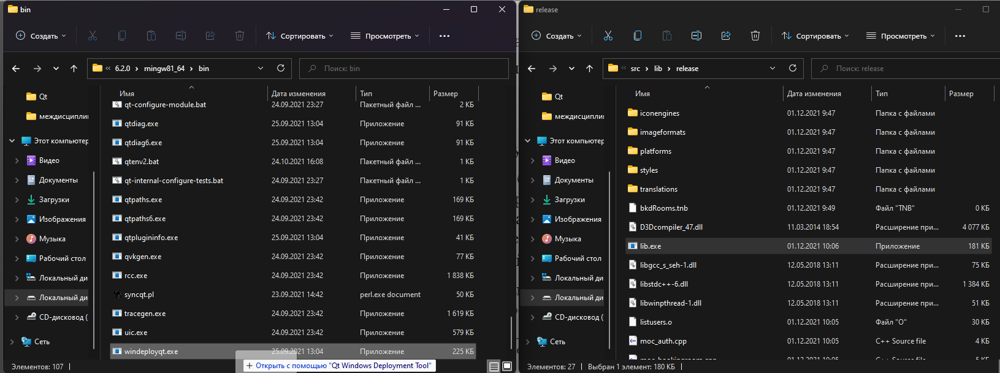 bin
Создать
Сортировать
Просмотреть
6.2.0 mingw81_64 bin
Поиск: bin
Qt
междисципли
Этот компьютер
Видео
Документы
Загрузки
Изображения
Музыка
Рабочий стол
Локальный ди
Локальный ди
CD-дисковод (
Сеть
Имя Дата изменения Тип Размер
qt-configure-module.bat 24.09.2021 23:27 Пакетный файл ... 2 КБ
qtdiag.exe 25.09.2021 13:04 Приложение 91 КБ
qtdiag6.exe 25.09.2021 13:04 Приложение 91 КБ
qtenv2.bat 24.10.2021 16:08 Пакетный файл ... 1 КБ
qt-internal-configure-tests.bat 24.09.2021 23:27 Пакетный файл ... 1 КБ
qtpaths.exe 24.09.2021 23:42 Приложение 169 КБ
qtpaths6.exe 24.09.2021 23:42 Приложение 169 КБ
qtplugininfo.exe 25.09.2021 13:04 Приложение 41 КБ
qvkgen.exe 24.09.2021 23:42 Приложение 77 КБ
rcc.exe 24.09.2021 23:42 Приложение 1 838 КБ
syncqt.pl 23.09.2021 14:42 perl.exe document 50 КБ
tracegen.exe 24.09.2021 23:42 Приложение 1 619 КБ
uic.exe 24.09.2021 23:42 Приложение 579 КБ
windeployqt.exe 25.09.2021 13:04 Приложение 225 КБ
+ Открыть с помощью "Qt Windows Deployment Tool"
Элементов: 107
release
Создать
Сортировать
Просмотреть
src lib release
Поиск: release
Qt
междисципли
Этот компьютер
Видео
Документы
Загрузки
Изображения
Музыка
Рабочий стол
Локальный ди
Локальный ди
CD-дисковод (
Сеть
Имя Дата изменения Тип Размер
iconengines 01.12.2021 9:47 Папка с файлами
imageformats 01.12.2021 9:47 Папка с файлами
platforms 01.12.2021 9:47 Папка с файлами
styles 01.12.2021 9:47 Папка с файлами
translations 01.12.2021 9:47 Папка с файлами
bkdRooms.tnb 01.12.2021 9:49 Файл "TNB" 0 КБ
D3Dcompiler_47.dll 11.03.2014 18:54 Расширение при... 4 077 КБ
lib.exe 01.12.2021 10:06 Приложение 181 КБ
libgcc_s_seh-1.dll 12.05.2018 13:11 Расширение при... 75 КБ
libstdc++-6.dll 12.05.2018 13:11 Расширение при... 1 384 КБ
libwinpthread-1.dll 12.05.2018 13:11 Расширение при... 51 КБ
listusers.o 01.12.2021 10:05 Файл "O" 30 КБ
moc_auth.cpp 01.12.2021 10:05 C++ Source file 4 КБ
Элементов: 27 Выбран 1 элемент: 180 КБ